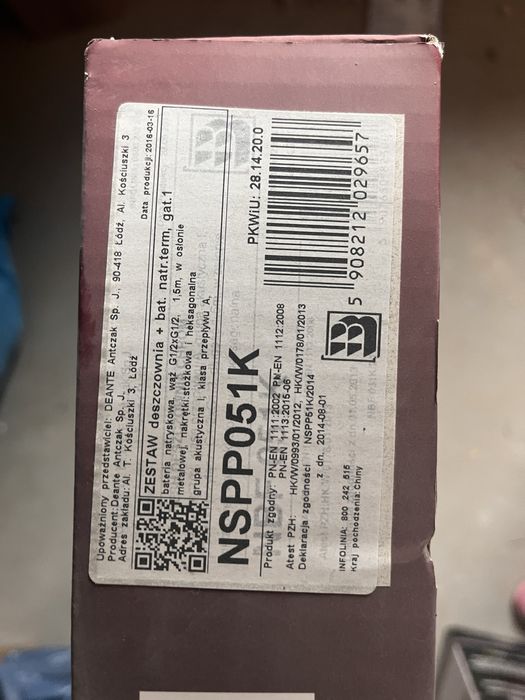 Upoważniony przedstawiciel: DEANTE Antczak Sp. J., 90-418 Łódź, Al. Kościuszki 3
Producent:Deante Antczak Sp. J.
Adres zakładu:Al. T. Kościuszki 3, Łódź
Data produkcji:2016-03-16
ZESTAW deszczownia + bat. natr.term, gat.1
bateria natryskowa, wąż G1/2xG1/2, 1,5m, w osłonie
metalowej, nakrętki:stożkowa i heksagonalna
grupa akustyczna I, klasa przepływu A,
NSPP051K
PKWiU: 28.14.20.0
5 908212 029657
Produkt zgodny: PN-EN 1111:2002 PN-EN 1112:2008
PN-EN 1113:2015-06
Atest PZH: HK/W/0993/01/2012, HK/W/0178/01/2013
Deklaracja zgodności NSPP51K/2014
z dn. 2014-08-01
B
INFOLINIA: 800 242 515
Kraj pochodzenia:Chiny